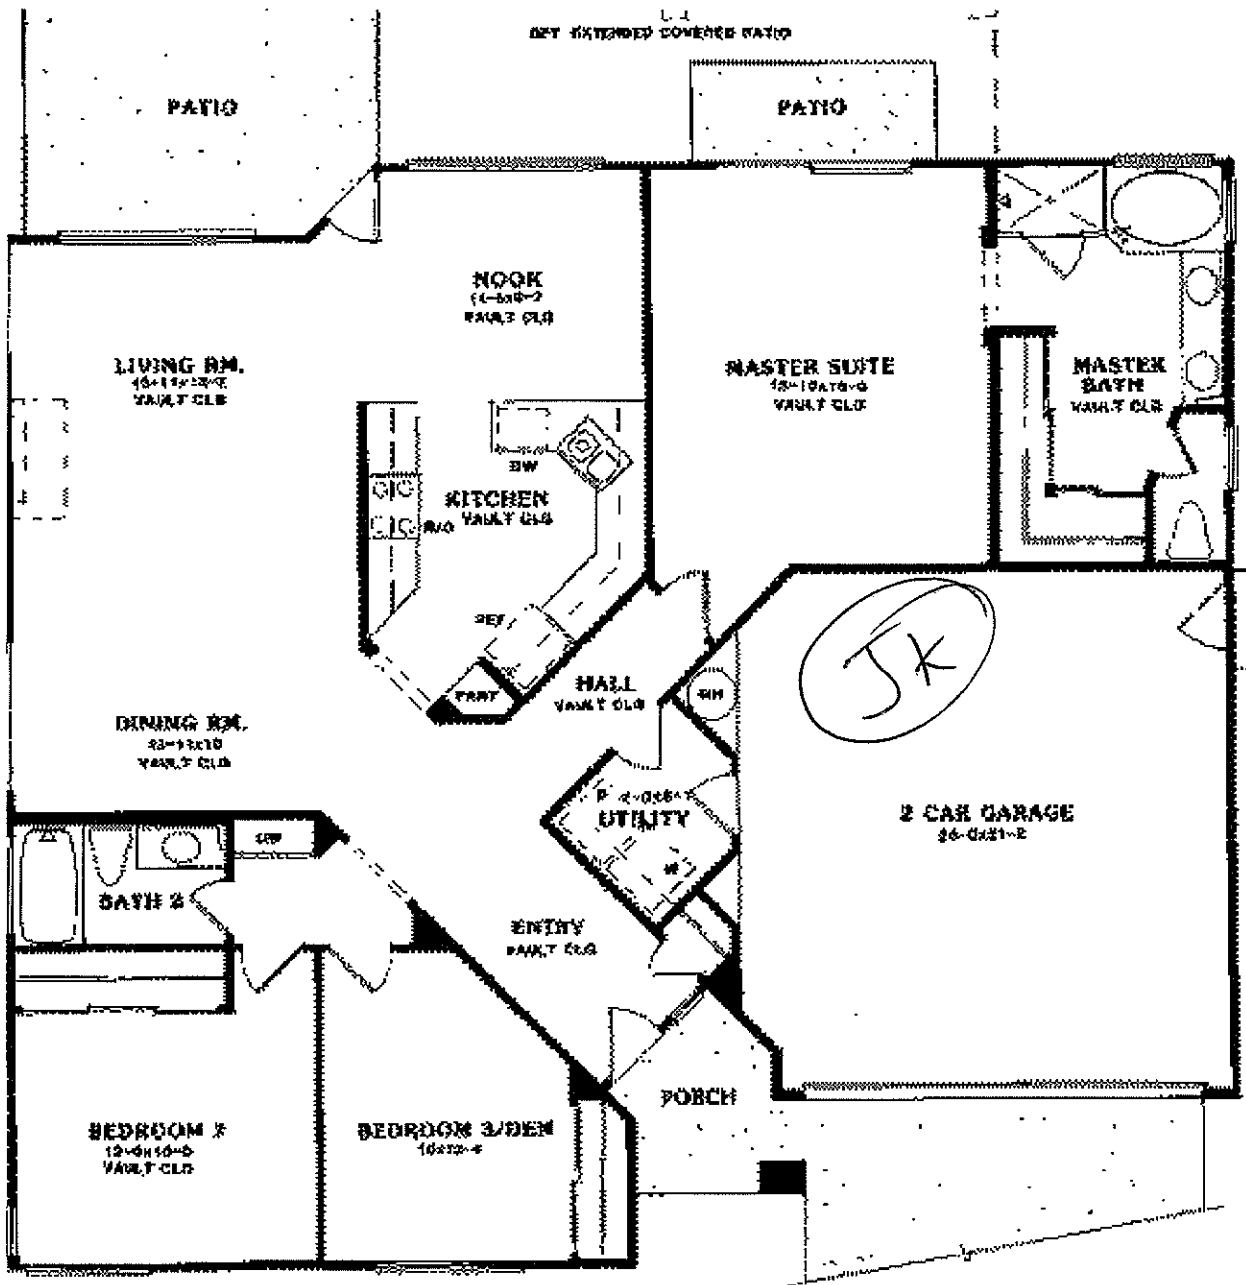 OPT EXTENDED COVERED PATIO
PATIO
PATIO
NOOK
VAULT CLG
LIVING RM.
VAULT CLG
MASTER SUITE
VAULT CLG
MASTER
BATH
VAULT CLG
DW
KITCHEN
VAULT CLG
R/O
REF
PANT
HALL
VAULT CLG
WH
JK
DINING RM.
VAULT CLG
UTILITY
W
2 CAR GARAGE
LIN
BATH 2
ENTRY
VAULT CLG
PORCH
BEDROOM 2
VAULT CLG
BEDROOM 3/DEN